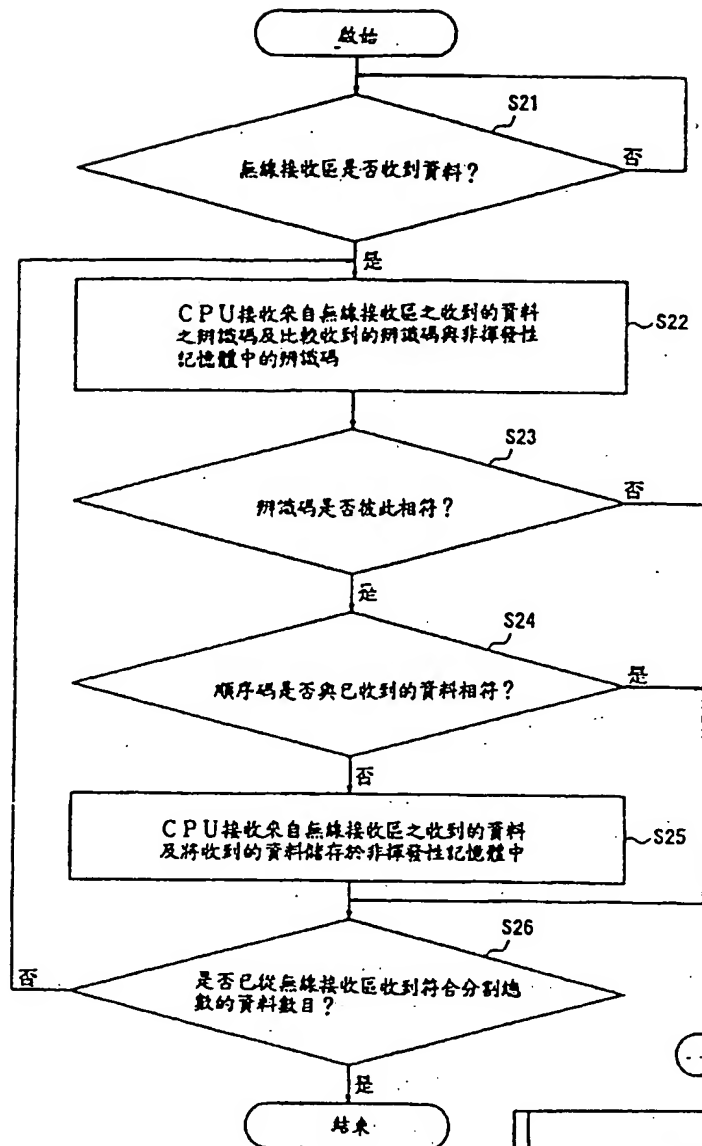 啟始
S21
無線接收區是否收到資料？
否
是
ＣＰＵ接收來自無線接收區之收到的資料
之辨識碼及比較收到的辨識碼與非揮發性
記憶體中的辨識碼
S22
S23
辨識碼是否彼此相符？
否
是
S24
順序碼是否與已收到的資料相符？
是
否
ＣＰＵ接收來自無線接收區之收到的資料
及將收到的資料儲存於非揮發性記憶體中
S25
S26
否
是否已從無線接收區收到符合分割總
數的資料數目？
是
結束